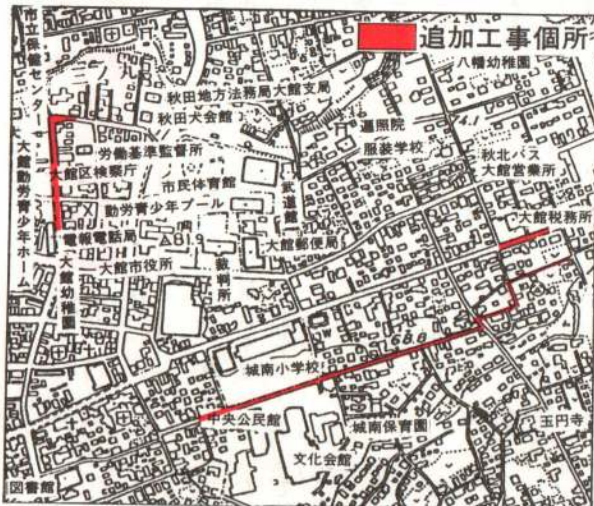 追加工事個所
八幡幼稚園
市立保健センター
大館勤労青少年ホーム
秋田地方法務局大館支局
秋田犬会館
労働基準監督所
大館区検察庁
市民体育館
勤労青少年プール
武道館
遍照院
服装学校
秋北バス
大館営業所
大館税務所
電報電話局
大館幼稚園
81.9
大館市役所
裁判所
大館郵便局
68.0
城南小学校
中央公民館
文化会館
城南保育園
玉円寺
図書館